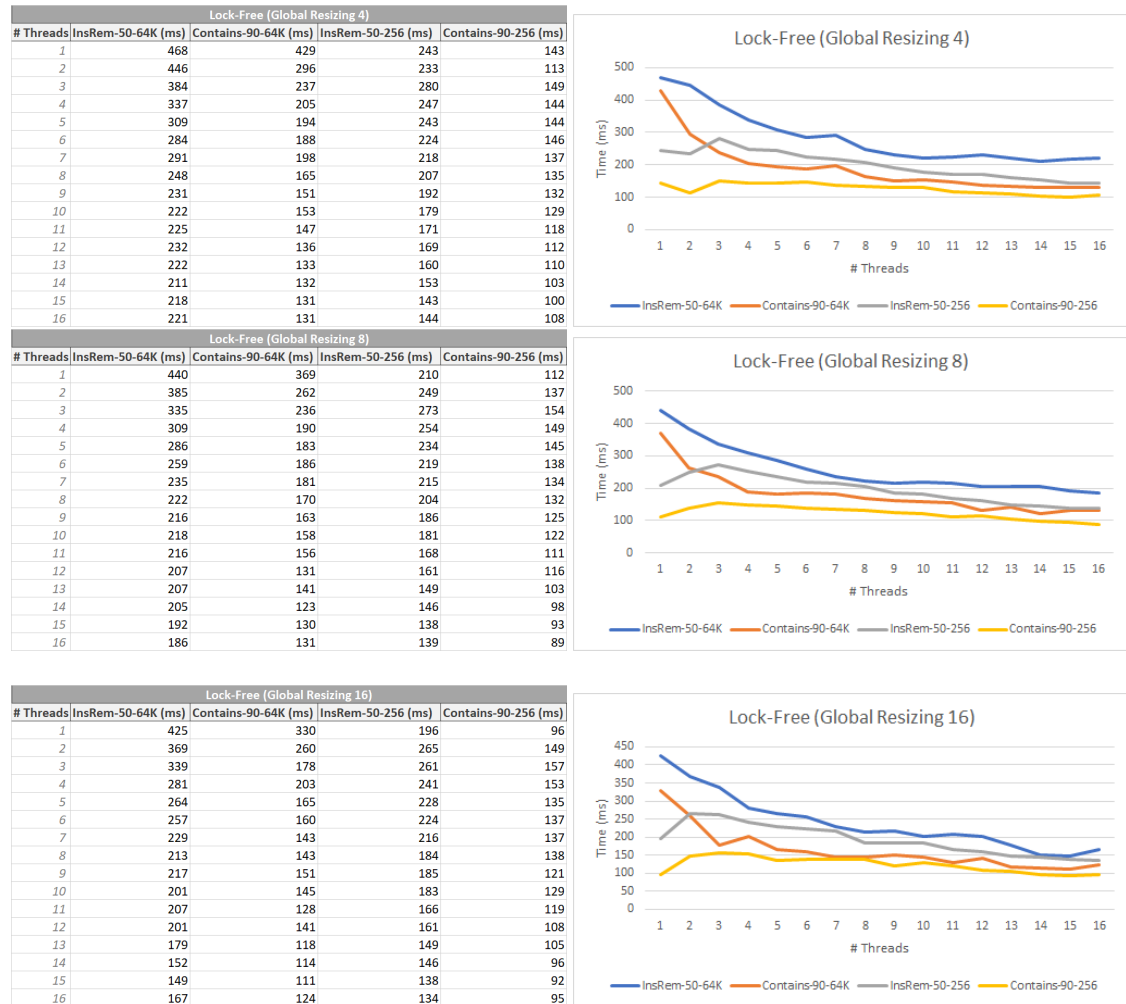 Lock-Free (Global Resizing 4)
# Threads InsRem-50-64K (ms) Contains-90-64K (ms) InsRem-50-256 (ms) Contains-90-256 (ms)
1 468 429 243 143
2 446 296 233 113
3 384 237 280 149
4 337 205 247 144
5 309 194 243 144
6 284 188 224 146
7 291 198 218 137
8 248 165 207 135
9 231 151 192 132
10 222 153 179 129
11 225 147 171 118
12 232 136 169 112
13 222 133 160 110
14 211 132 153 103
15 218 131 143 100
16 221 131 144 108
Lock-Free (Global Resizing 4)
500
400
300
200
100
0
Time (ms)
1 2 3 4 5 6 7 8 9 10 11 12 13 14 15 16
# Threads
InsRem-50-64K Contains-90-64K InsRem-50-256 Contains-90-256
Lock-Free (Global Resizing 8)
# Threads InsRem-50-64K (ms) Contains-90-64K (ms) InsRem-50-256 (ms) Contains-90-256 (ms)
1 440 369 210 112
2 385 262 249 137
3 335 236 273 154
4 309 190 254 149
5 286 183 234 145
6 259 186 219 138
7 235 181 215 134
8 222 170 204 132
9 216 163 186 125
10 218 158 181 122
11 216 156 168 111
12 207 131 161 116
13 207 141 149 103
14 205 123 146 98
15 192 130 138 93
16 186 131 139 89
Lock-Free (Global Resizing 8)
500
400
300
200
100
0
Time (ms)
1 2 3 4 5 6 7 8 9 10 11 12 13 14 15 16
# Threads
InsRem-50-64K Contains-90-64K InsRem-50-256 Contains-90-256
Lock-Free (Global Resizing 16)
# Threads InsRem-50-64K (ms) Contains-90-64K (ms) InsRem-50-256 (ms) Contains-90-256 (ms)
1 425 330 196 96
2 369 260 265 149
3 339 178 261 157
4 281 203 241 153
5 264 165 228 135
6 257 160 224 137
7 229 143 216 137
8 213 143 184 138
9 217 151 185 121
10 201 145 183 129
11 207 128 166 119
12 201 141 161 108
13 179 118 149 105
14 152 114 146 96
15 149 111 138 92
16 167 124 134 95
Lock-Free (Global Resizing 16)
450
400
350
300
250
200
150
100
50
0
Time (ms)
1 2 3 4 5 6 7 8 9 10 11 12 13 14 15 16
# Threads
InsRem-50-64K Contains-90-64K InsRem-50-256 Contains-90-256